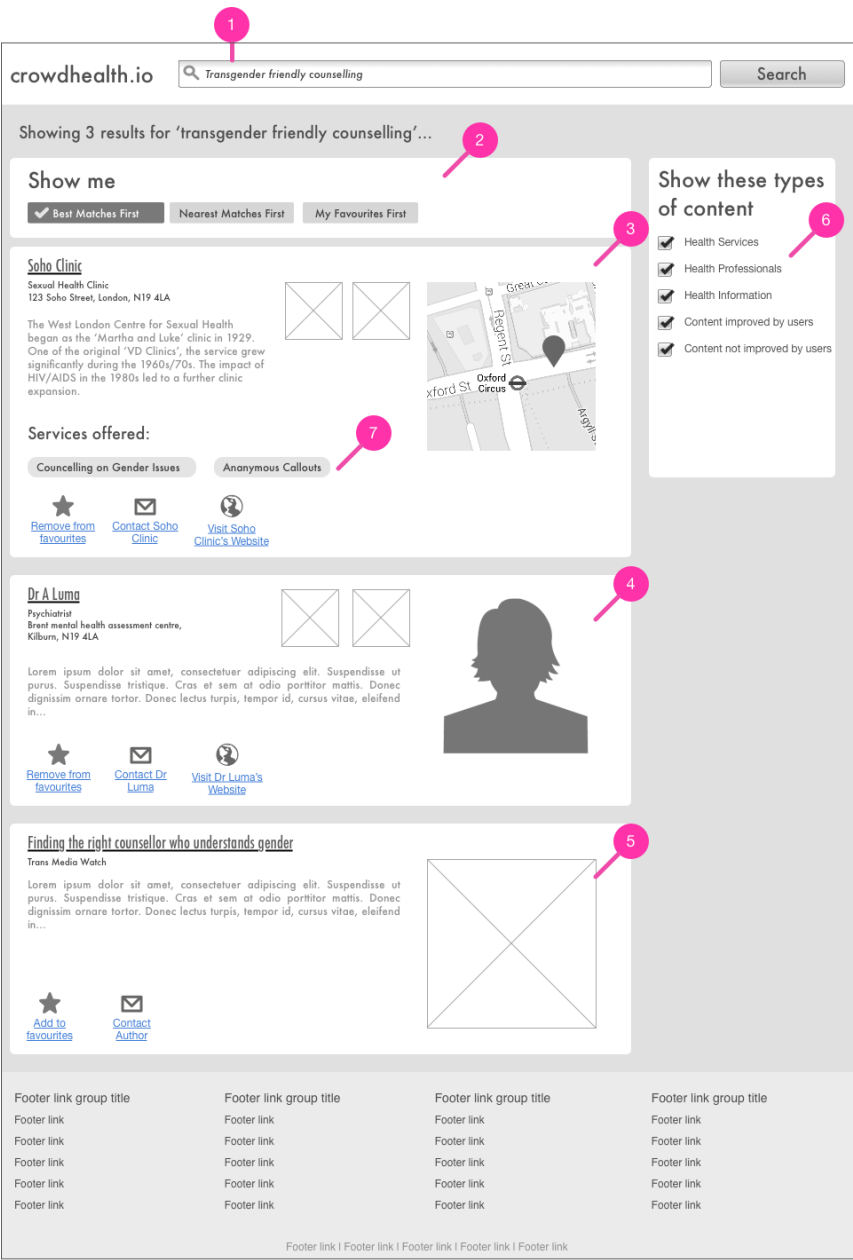 1
crowdhealth.io
Transgender friendly counselling
Search
Showing 3 results for ‘transgender friendly counselling’...
2
Show me
Best Matches First
Nearest Matches First
My Favourites First
3
Soho Clinic
Sexual Health Clinic
123 Soho Street, London, N19 4LA
The West London Centre for Sexual Health
began as the ‘Martha and Luke’ clinic in 1929.
One of the original ‘VD Clinics’, the service grew
significantly during the 1960s/70s. The impact of
HIV/AIDS in the 1980s led to a further clinic
expansion.
Regent St
Oxford
Circus
xford St
Argyll S
Services offered:
7
Councelling on Gender Issues
Ananymous Callouts
Remove from
favourites
Contact Soho
Clinic
Visit Soho
Clinic's Website
Show these types
of content
6
Health Services
Health Professionals
Health Information
Content improved by users
Content not improved by users
4
Dr A Luma
Psychiatrist
Brent mental health assessment centre,
Kilburn, N19 4LA
Lorem ipsum dolor sit amet, consectetuer adipiscing elit. Suspendisse ut
purus. Suspendisse tristique. Cras et sem at odio porttitor mattis. Donec
dignissim ornare tortor. Donec lectus turpis, tempor id, cursus vitae, eleifend
in...
Remove from
favourites
Contact Dr
Luma
Visit Dr Luma's
Website
5
Finding the right counsellor who understands gender
Trans Media Watch
Lorem ipsum dolor sit amet, consectetuer adipiscing elit. Suspendisse ut
purus. Suspendisse tristique. Cras et sem at odio porttitor mattis. Donec
dignissim ornare tortor. Donec lectus turpis, tempor id, cursus vitae, eleifend
in...
Add to
favourites
Contact
Author
Footer link group title
Footer link
Footer link
Footer link
Footer link
Footer link
Footer link group title
Footer link
Footer link
Footer link
Footer link
Footer link
Footer link group title
Footer link
Footer link
Footer link
Footer link
Footer link
Footer link group title
Footer link
Footer link
Footer link
Footer link
Footer link
Footer link | Footer link | Footer link | Footer link | Footer link